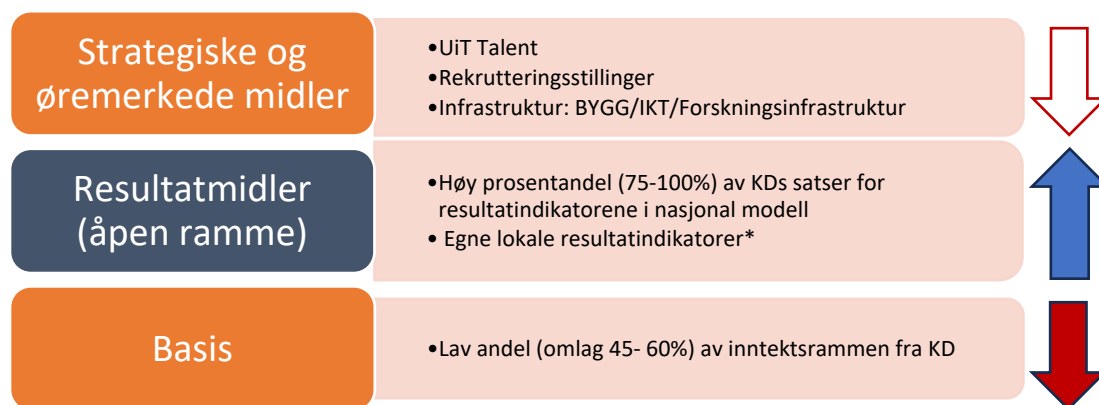 Strategiske og
øremerkede midler
•UiT Talent
•Rekrutteringsstillinger
•Infrastruktur: BYGG/IKT/Forskningsinfrastruktur
Resultatmidler
(åpen ramme)
•Høy prosentandel (75-100%) av KDs satser for
resultatindikatorene i nasjonal modell
• Egne lokale resultatindikatorer*
Basis
•Lav andel (omlag 45- 60%) av inntektsrammen fra KD